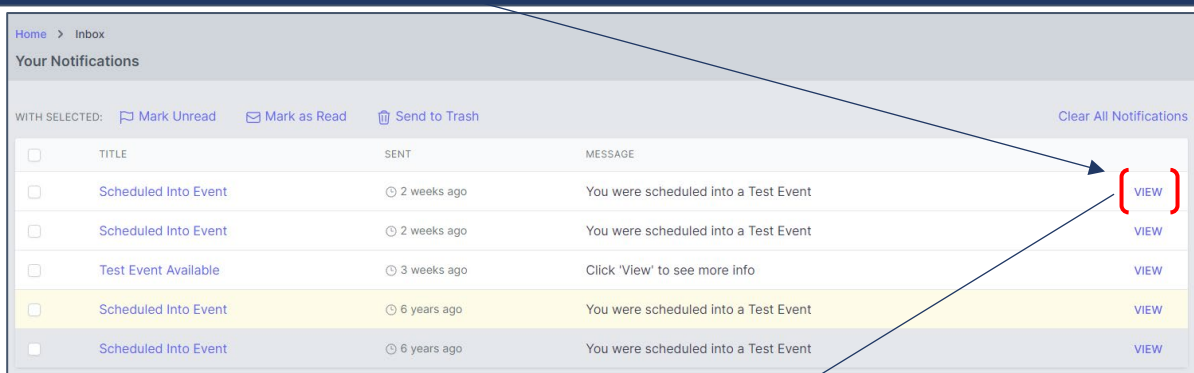 Home > Inbox
Your Notifications
WITH SELECTED: Mark Unread Mark as Read Send to Trash Clear All Notifications
TITLE SENT MESSAGE
Scheduled Into Event 2 weeks ago You were scheduled into a Test Event VIEW
Scheduled Into Event 2 weeks ago You were scheduled into a Test Event VIEW
Test Event Available 3 weeks ago Click 'View' to see more info VIEW
Scheduled Into Event 6 years ago You were scheduled into a Test Event VIEW
Scheduled Into Event 6 years ago You were scheduled into a Test Event VIEW